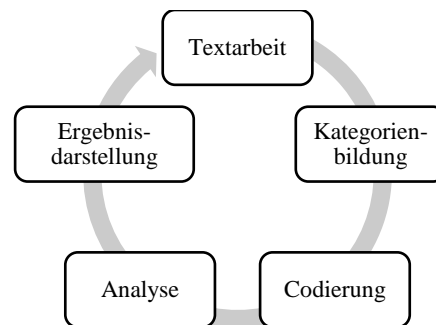 Textarbeit
Kategorien-
bildung
Codierung
Analyse
Ergebnis-
darstellung